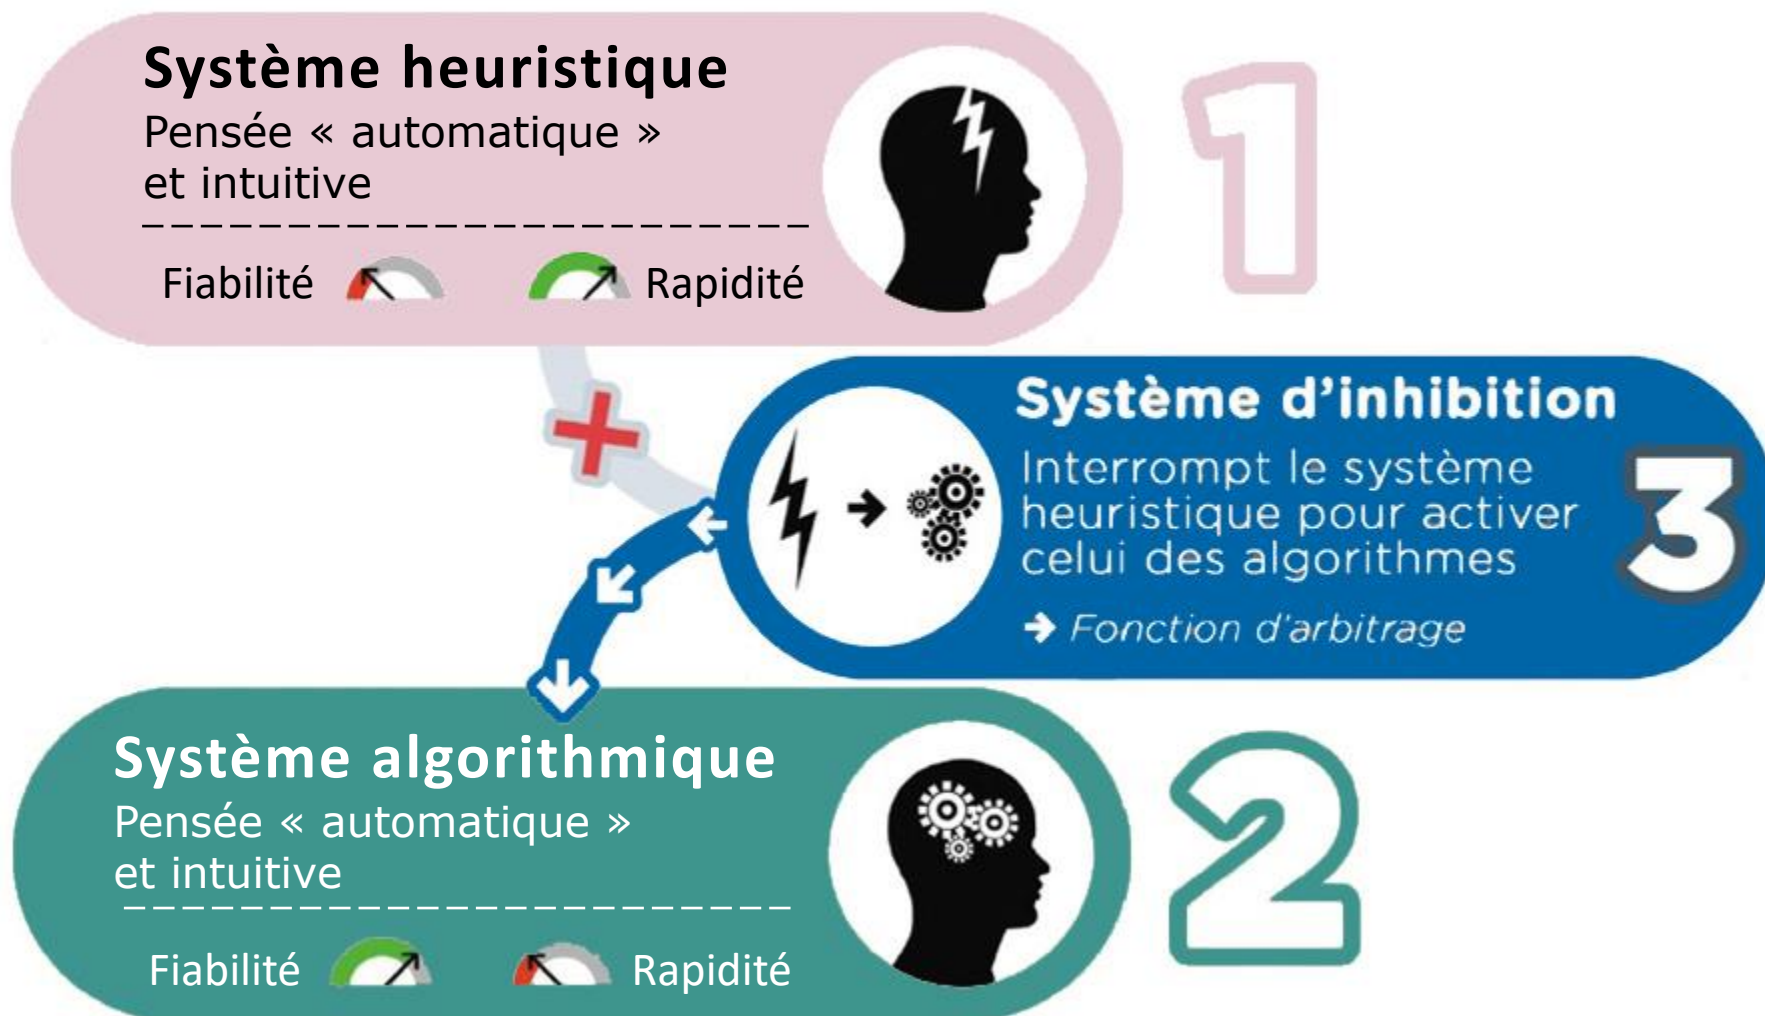 Système heuristique
Pensée « automatique »
et intuitive
Fiabilité Rapidité
1
Système d'inhibition
Interrompt le système
heuristique pour activer
celui des algorithmes
→ Fonction d'arbitrage
3
Système algorithmique
Pensée « automatique »
et intuitive
Fiabilité Rapidité
2